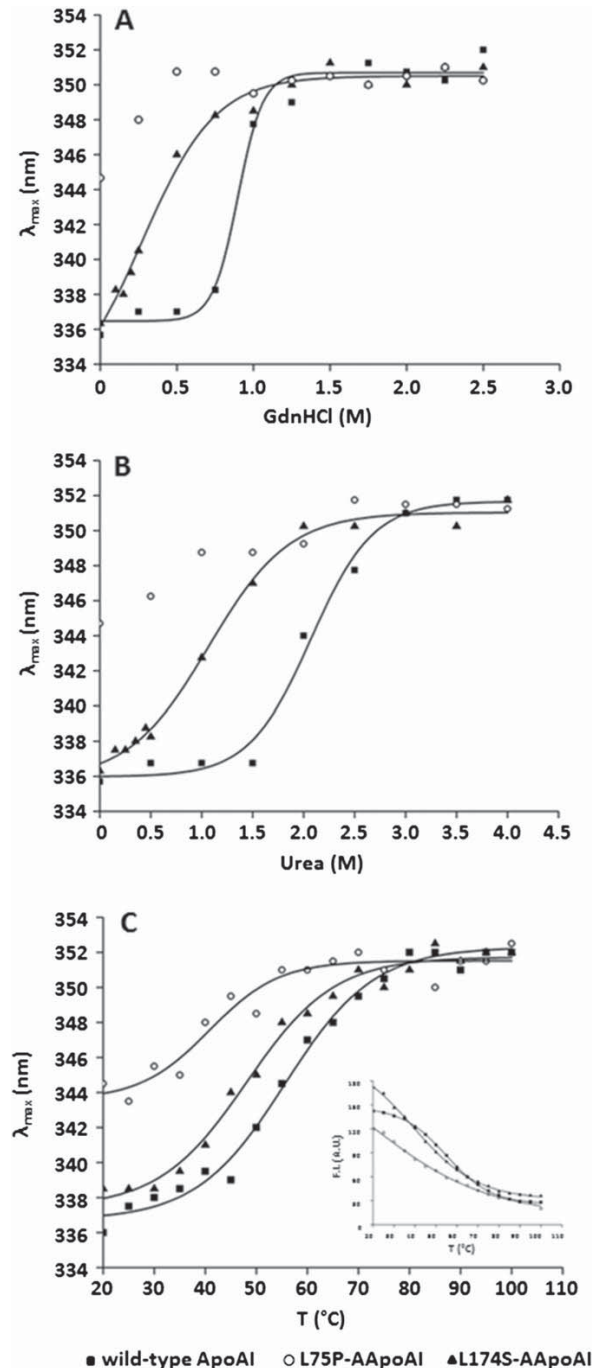 A
354
352
350
348
346
344
342
340
338
336
334
λmax (nm)
0 0.5 1.0 1.5 2.0 2.5 3.0
GdnHCl (M)
B
354
352
350
348
346
344
342
340
338
336
334
λmax (nm)
0 0.5 1.0 1.5 2.0 2.5 3.0 3.5 4.0 4.5
Urea (M)
C
354
352
350
348
346
344
342
340
338
336
334
λmax (nm)
20 30 40 50 60 70 80 90 100 110
T (°C)
F.I. (A.U.)
T (°C)
■ wild-type ApoAI ○ L75P-AApoAI ▲L174S-AApoAI